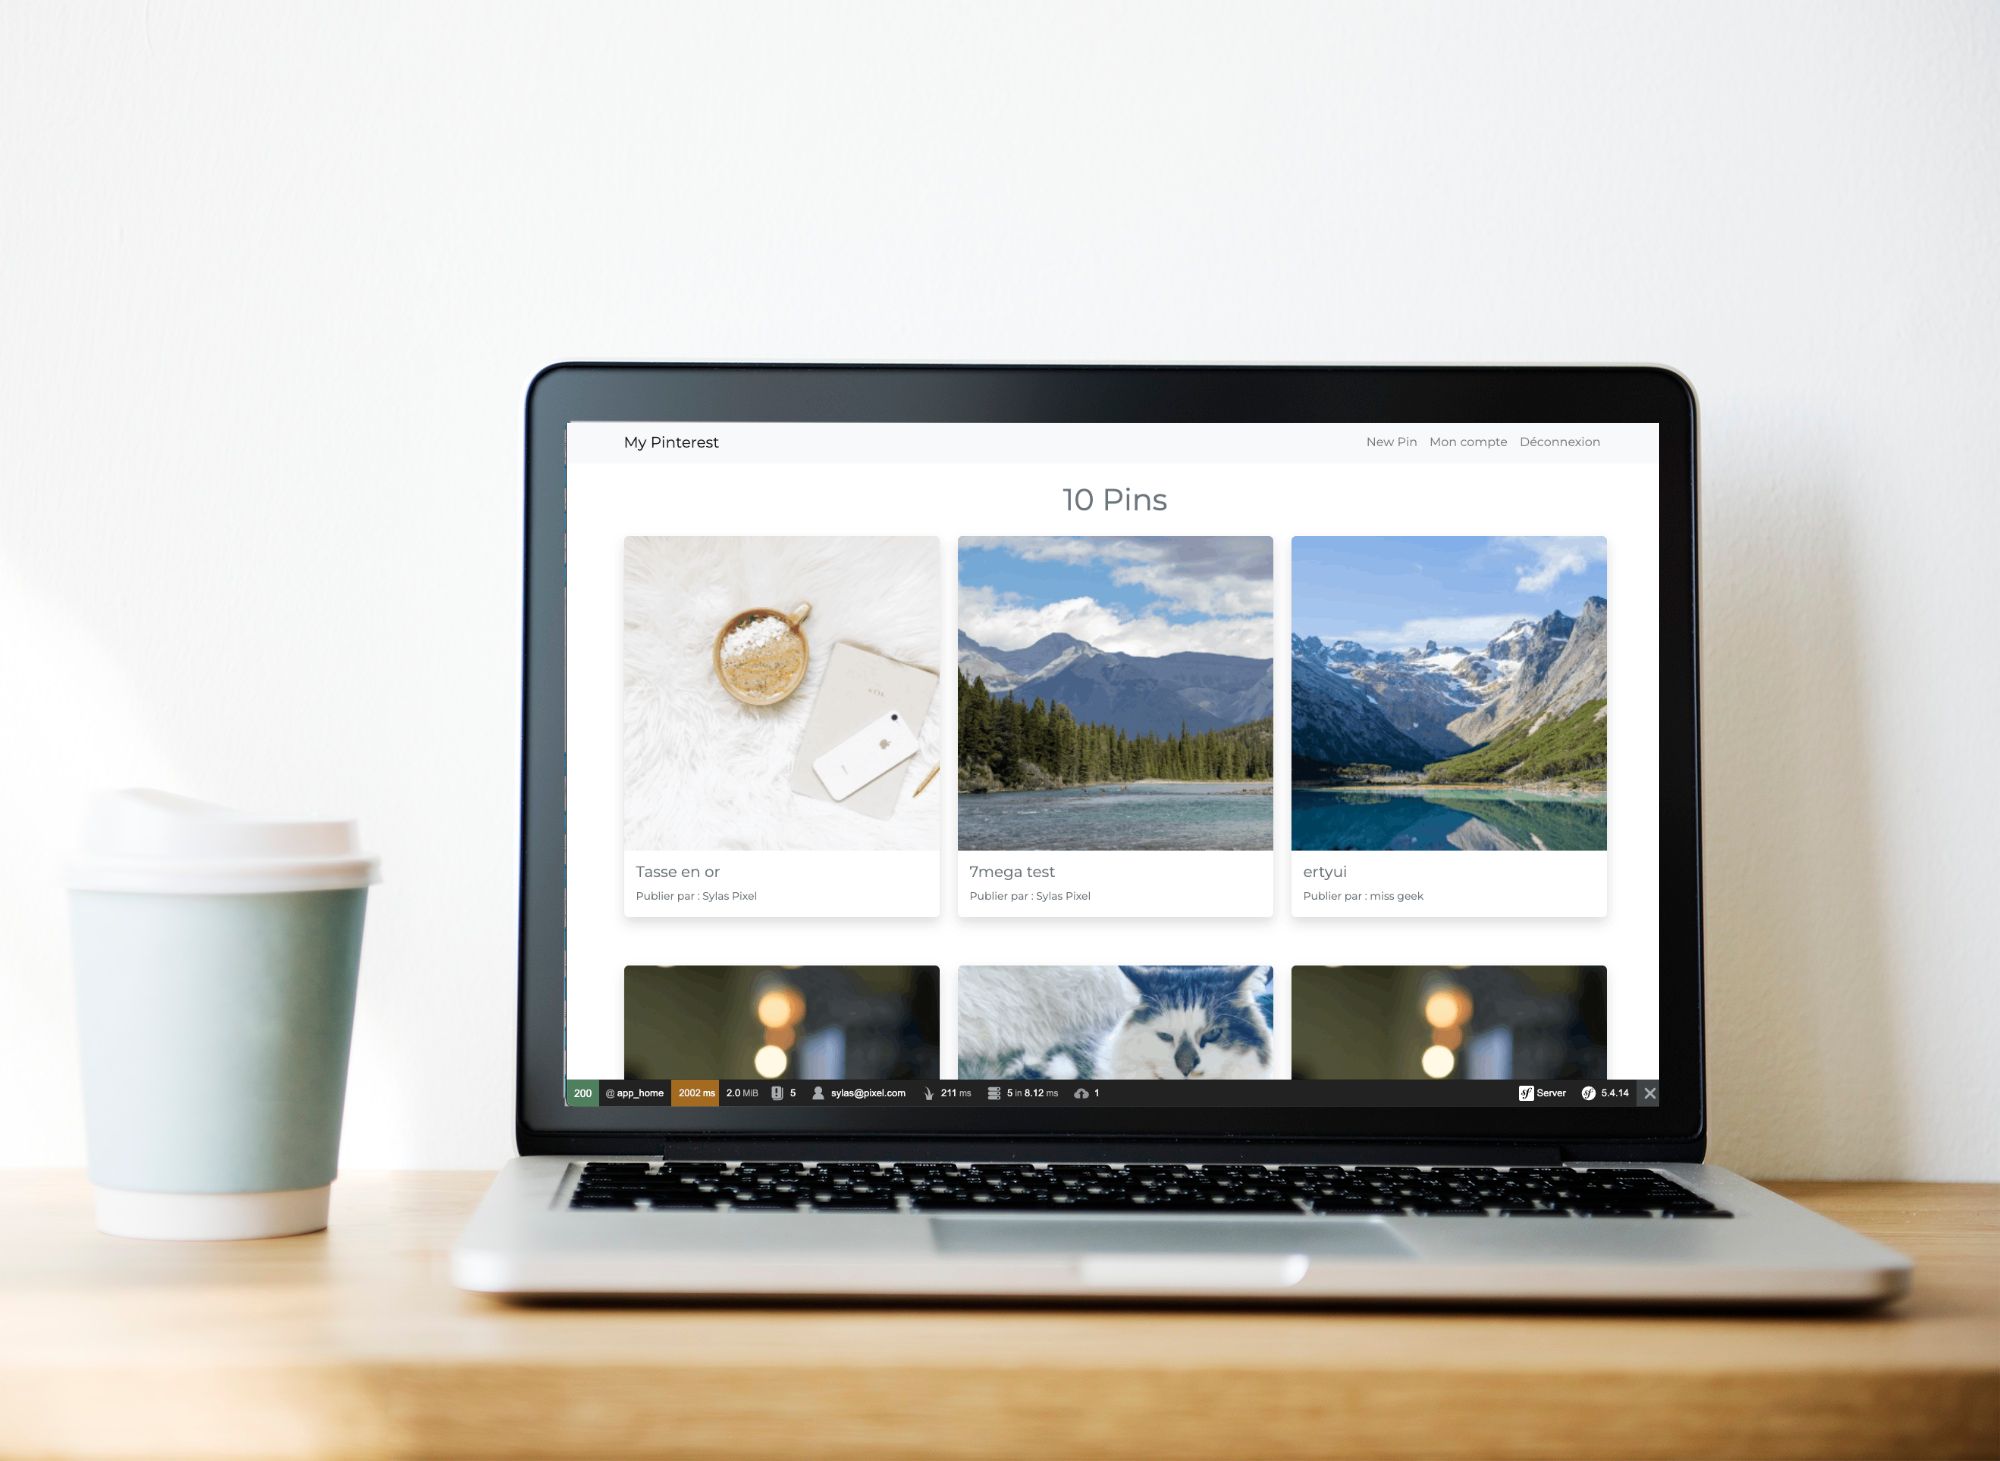 My Pinterest
New Pin Mon compte Déconnexion
10 Pins
Tasse en or
Publier par : Sylas Pixel
7mega test
Publier par : Sylas Pixel
ertyui
Publier par : miss geek
200 @ app_home 2002 ms 2.0 MiB 5 sylas@pixel.com 211 ms 5 in 8.12 ms 1 Server 5.4.14